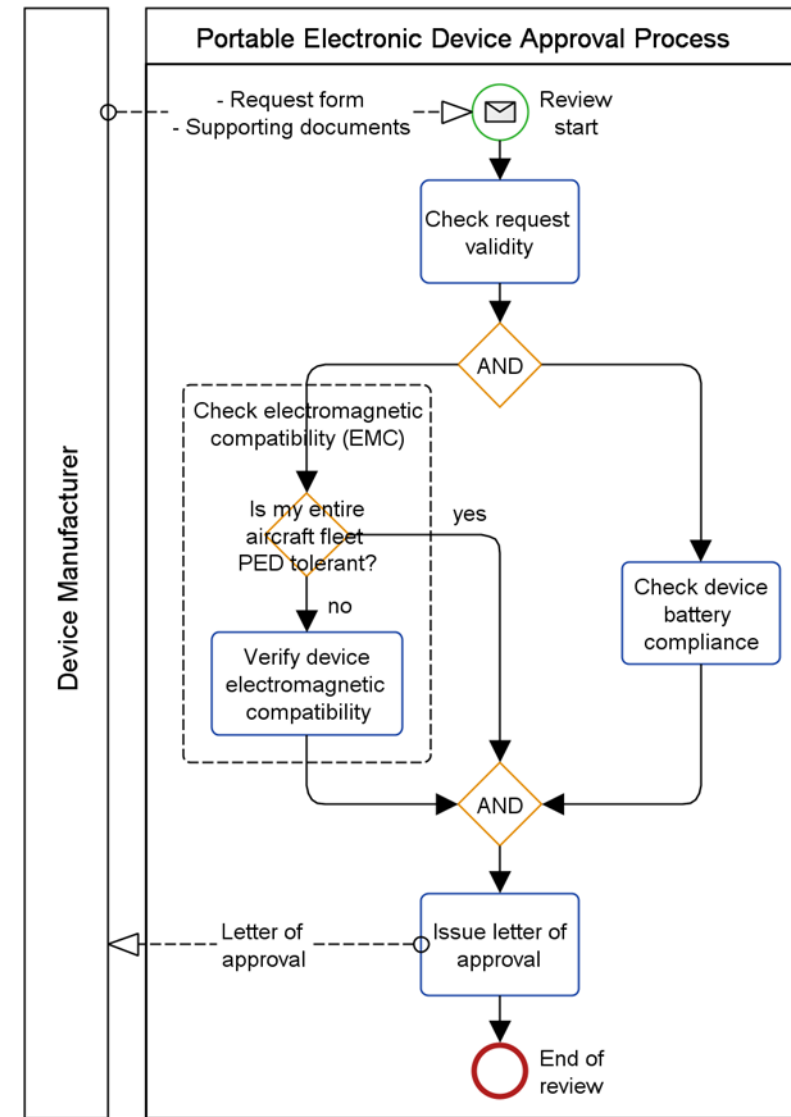 Portable Electronic Device Approval Process
Device Manufacturer
- Request form
- Supporting documents
Review
start
Check request
validity
AND
Check electromagnetic
compatibility (EMC)
Is my entire
aircraft fleet
PED tolerant?
yes
no
Verify device
electromagnetic
compatibility
Check device
battery
compliance
AND
Letter of
approval
Issue letter of
approval
End of
review